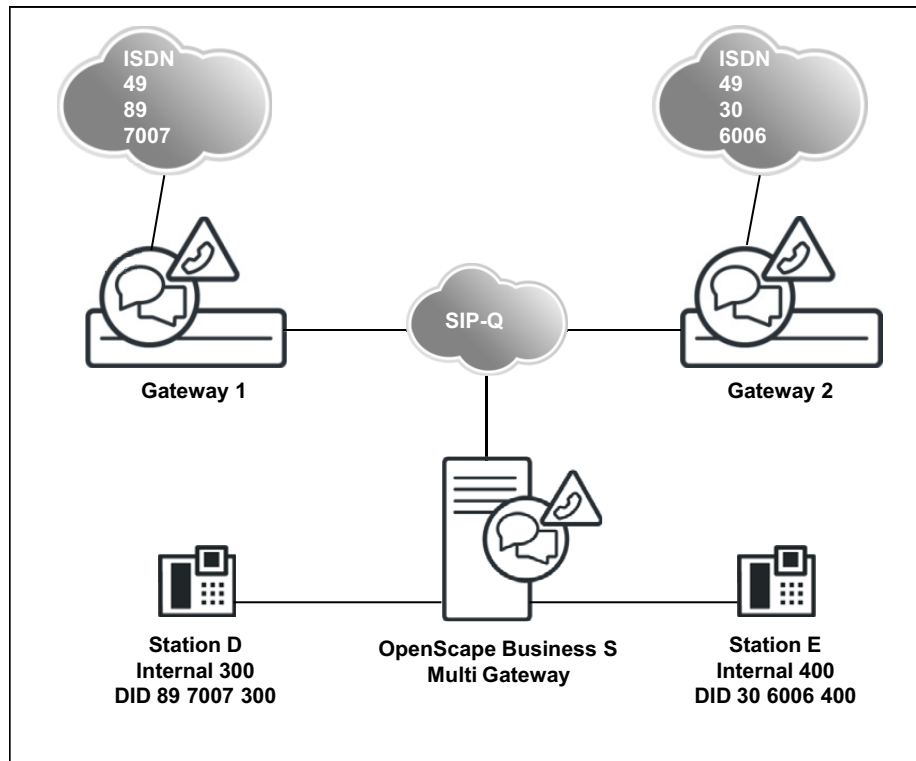 ISDN
49
89
7007
ISDN
49
30
6006
SIP-Q
Gateway 1
Gateway 2
Station D
Internal 300
DID 89 7007 300
OpenScape Business S
Multi Gateway
Station E
Internal 400
DID 30 6006 400